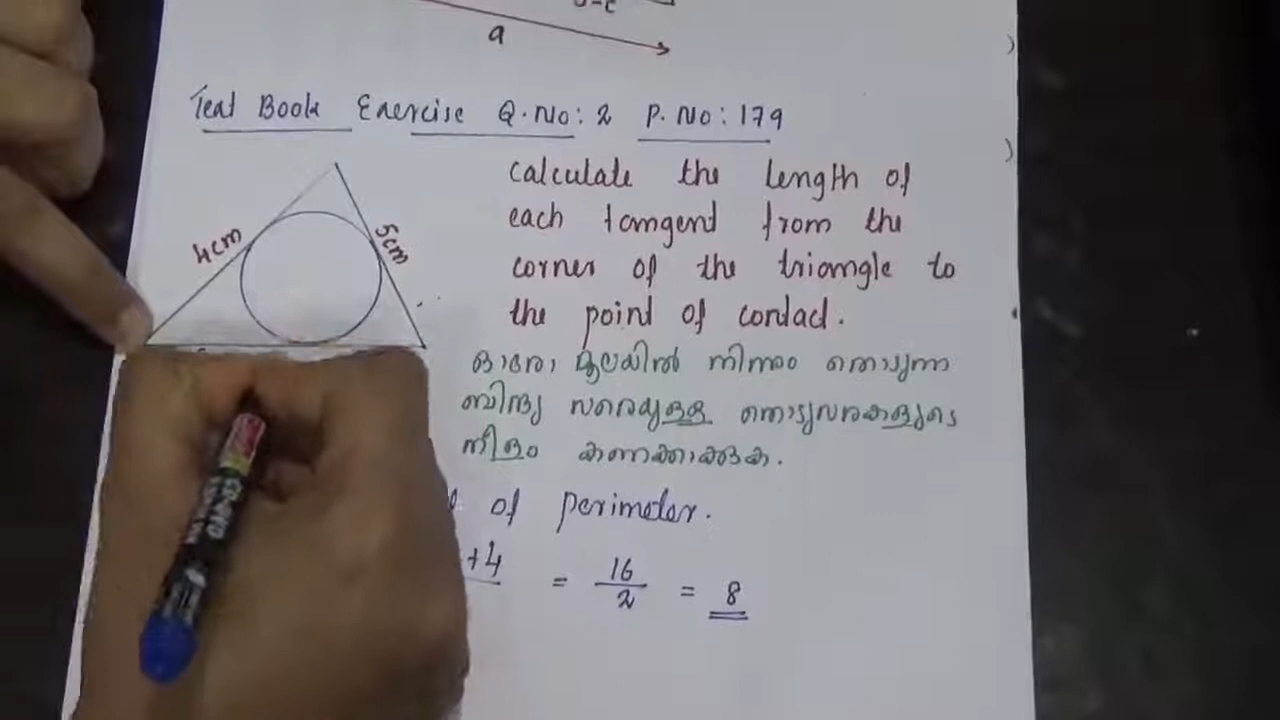 a
Text Book Exercise Q.No: 2 P. No: 179
4cm
5cm
Calculate the length of
each tangent from the
corner of the triangle to
the point of contact.
ഓരോ മൂലയിൽ നിന്നും തൊടുന്ന
ബിന്ദു വരെയുള്ള തൊടുവരകളുടെ
നീളം കണക്കാക്കുക.
of perimeter.
+4 = 16/2 = 8